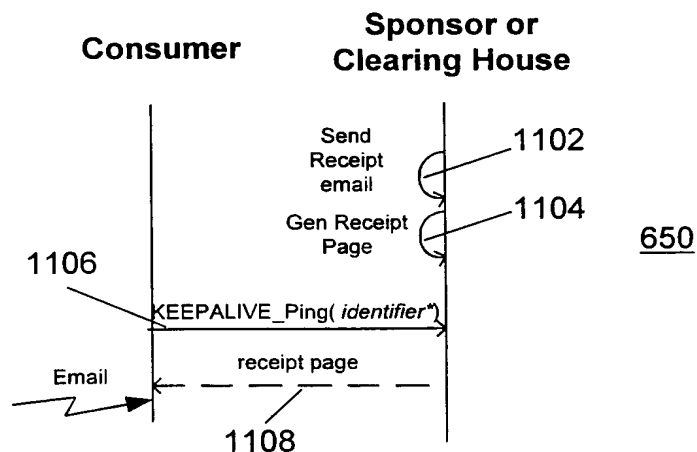 Consumer
Sponsor or
Clearing House
Send
Receipt
email
1102
Gen Receipt
Page
1104
650
1106
KEEPALIVE_Ping( identifier*)
receipt page
Email
1108